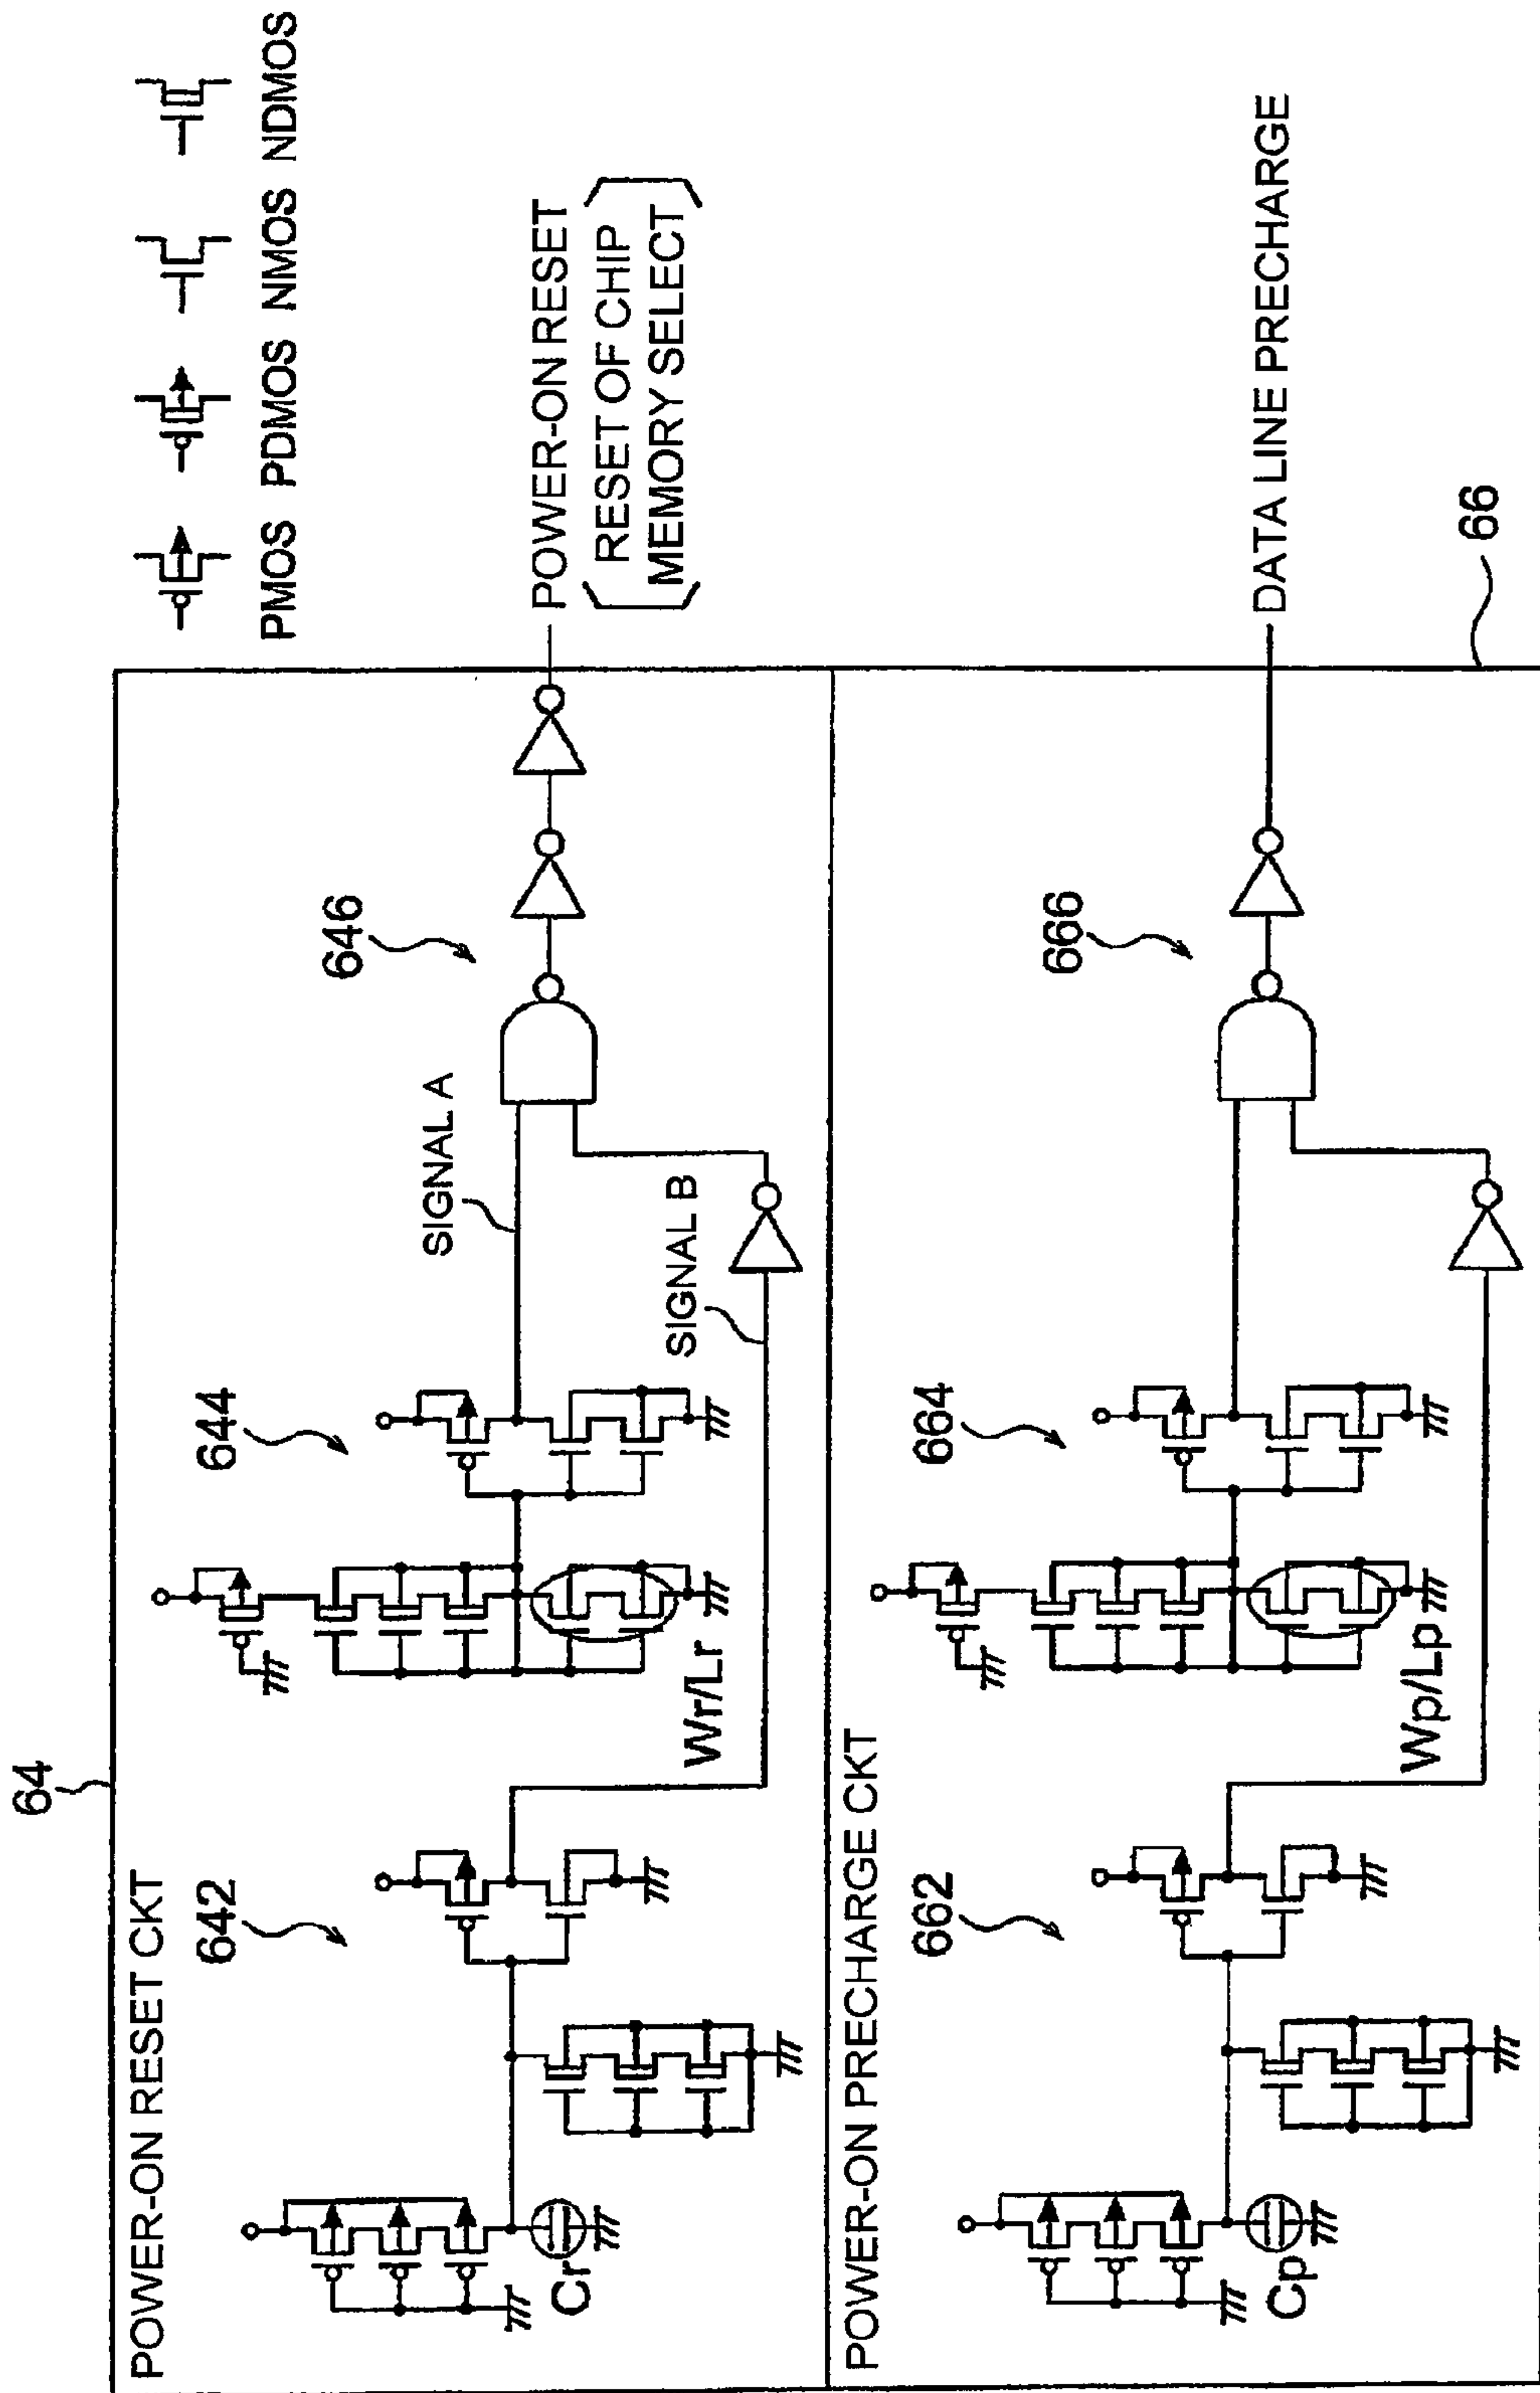 64
POWER-ON RESET CKT
642
644
646
SIGNAL A
SIGNAL B
Cr
Wr/Lr
PMOS PDMOS NMOS NDMOS
POWER-ON RESET
RESET OF CHIP
MEMORY SELECT
POWER-ON PRECHARGE CKT
662
664
666
Cp
Wp/Lp
DATA LINE PRECHARGE
66